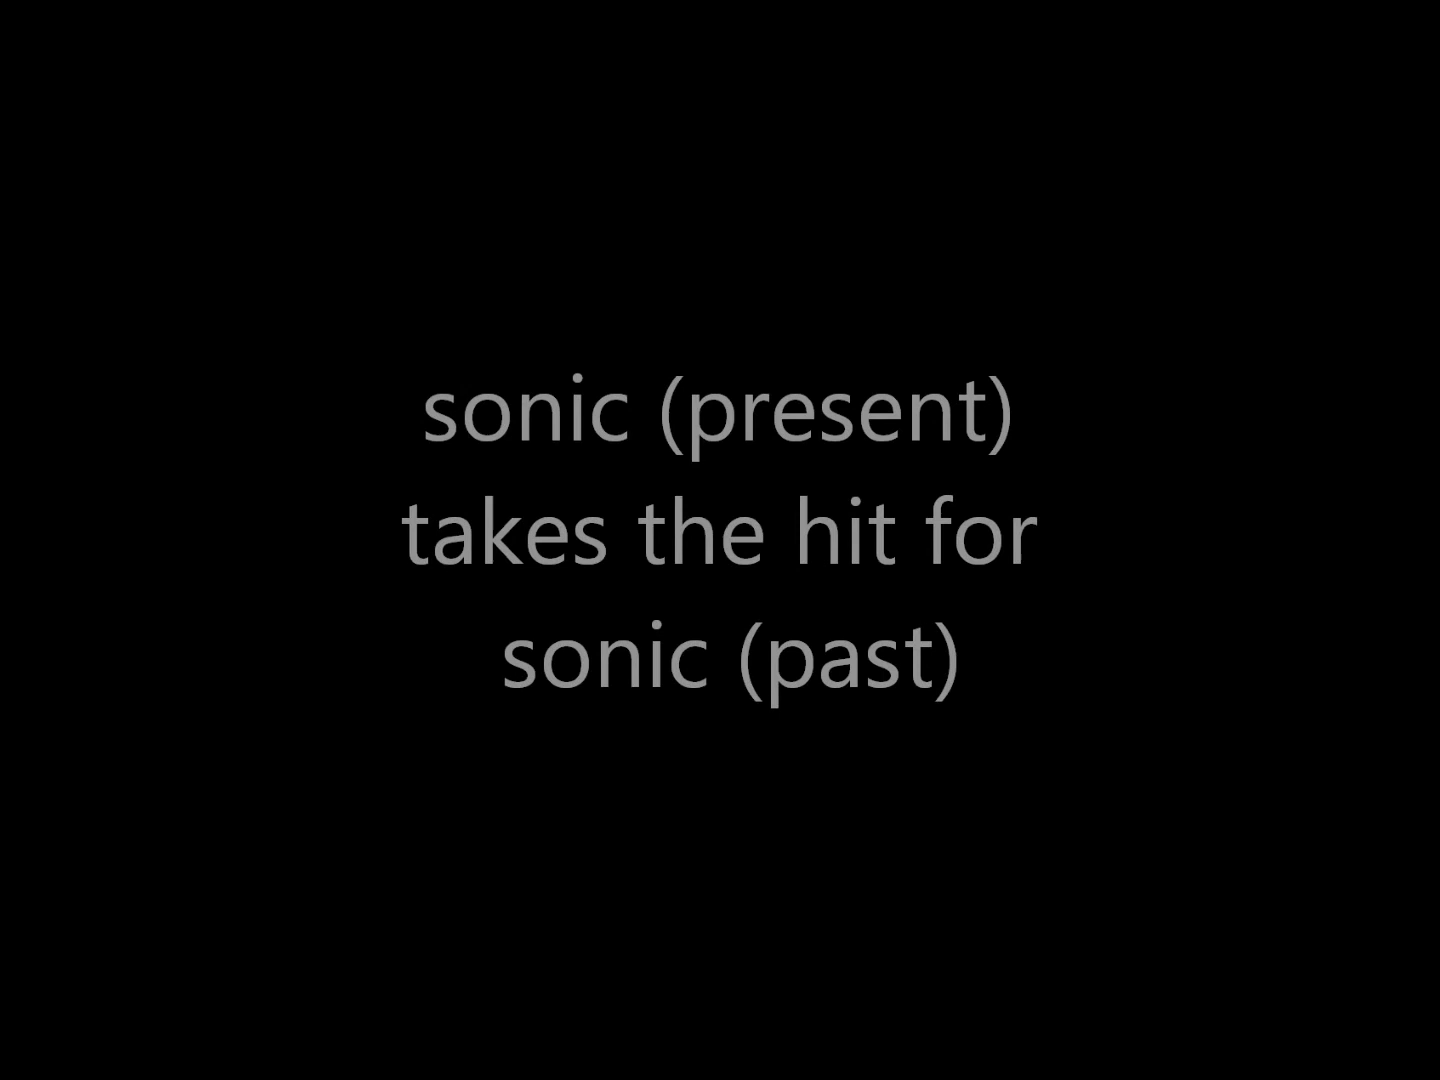 sonic (present)
takes the hit for
sonic (past)